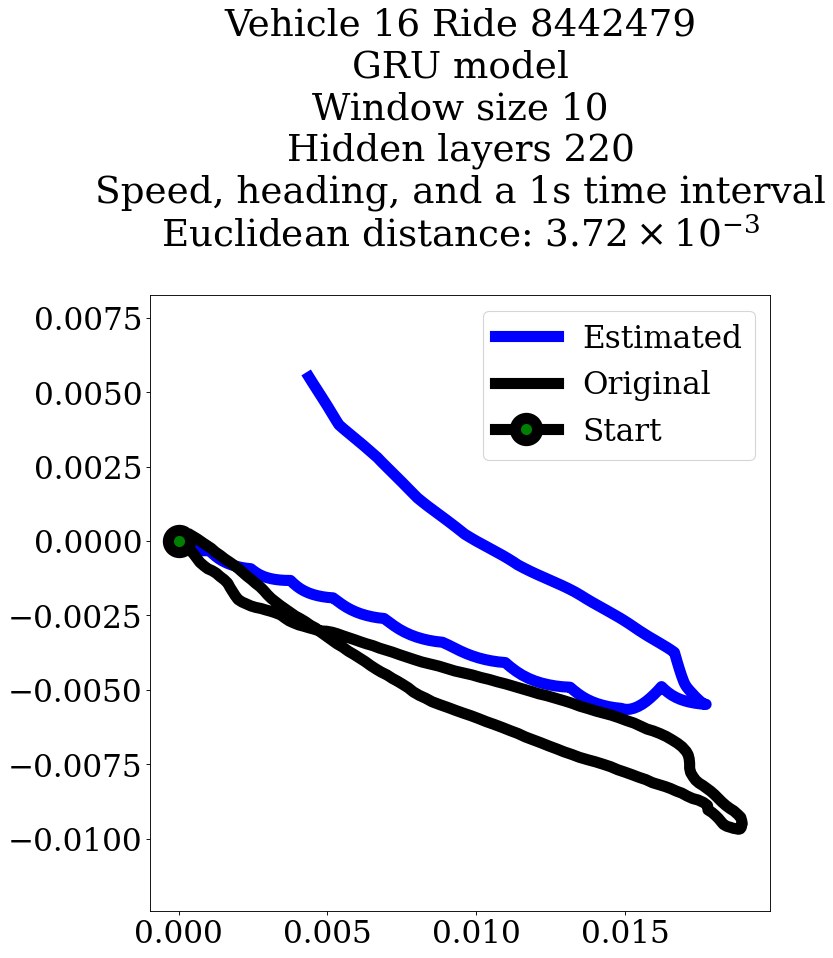 Vehicle 16 Ride 8442479
GRU model
Window size 10
Hidden layers 220
Speed, heading, and a 1s time interval
Euclidean distance: 3.72 × 10⁻³
Estimated
Original
Start
0.0075
0.0050
0.0025
0.0000
−0.0025
−0.0050
−0.0075
−0.0100
0.000 0.005 0.010 0.015